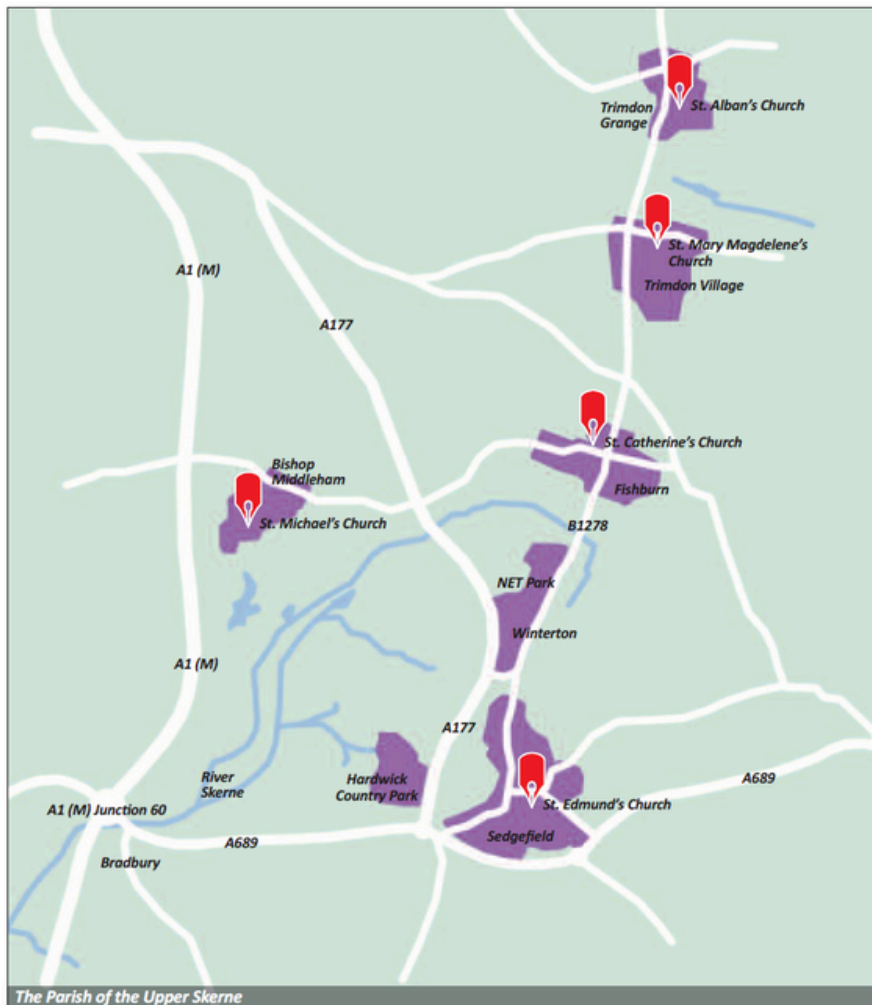 Trimdon
Grange
St. Alban's Church
St. Mary Magdelene's
Church
Trimdon Village
A1 (M)
A177
St. Catherine's Church
Bishop
Middleham
Fishburn
St. Michael's Church
B1278
NET Park
Winterton
A1 (M)
A177
River
Skerne
Hardwick
Country Park
A689
A1 (M) Junction 60
St. Edmund's Church
A689
Sedgefield
Bradbury
The Parish of the Upper Skerne